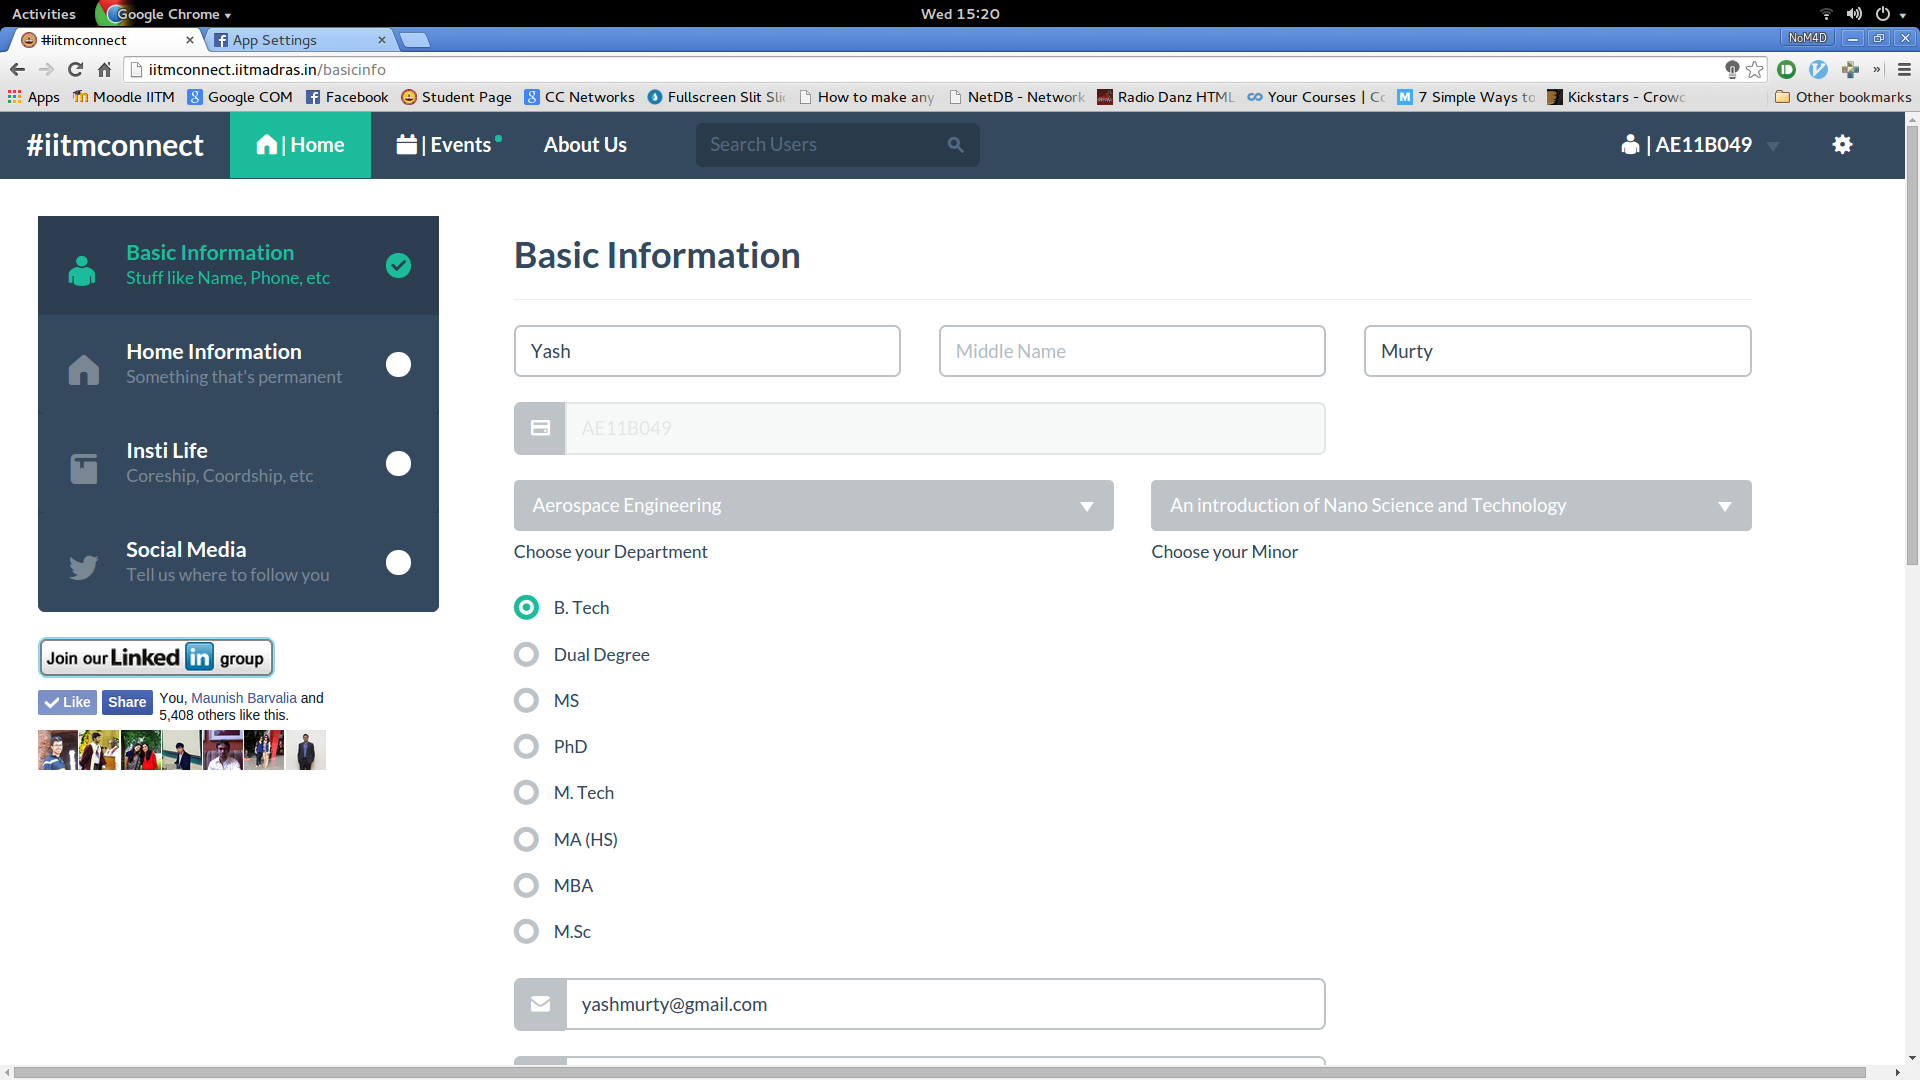 Activities Google Chrome Wed 15:20
#iitmconnect App Settings NoM4D
iitmconnect.iitmadras.in/basicinfo
Apps Moodle IITM Google COM Facebook Student Page CC Networks Fullscreen Slit Slic How to make any NetDB - Network Radio Danz HTML Your Courses | Co 7 Simple Ways to Kickstars - Crowd » Other bookmarks
#iitmconnect | Home | Events About Us Search Users | AE11B049
Basic Information
Stuff like Name, Phone, etc
Home Information
Something that's permanent
Insti Life
Coreship, Coordship, etc
Social Media
Tell us where to follow you
Join our Linked in group
Like Share You, Maunish Barvalia and
5,408 others like this.
Basic Information
Yash Middle Name Murty
AE11B049
Aerospace Engineering An introduction of Nano Science and Technology
Choose your Department Choose your Minor
B. Tech
Dual Degree
MS
PhD
M. Tech
MA (HS)
MBA
M.Sc
yashmurty@gmail.com